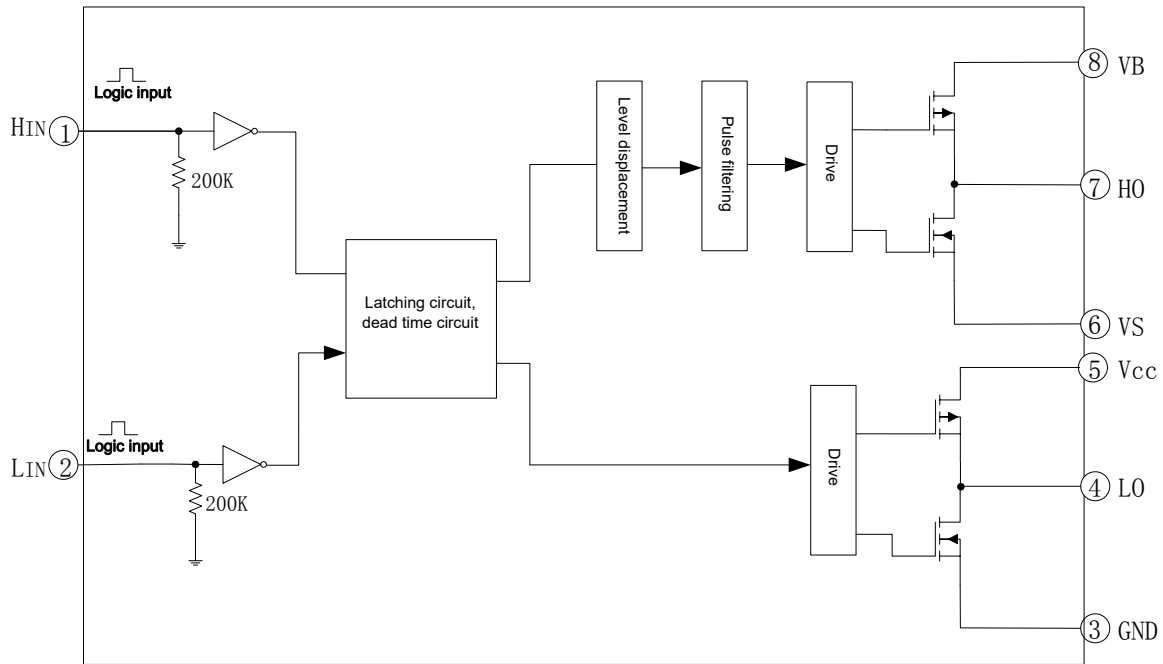 Logic input
HIN ①
200K
Logic input
LIN ②
200K
Latching circuit,
dead time circuit
Level displacement
Pulse filtering
Drive
⑧ VB
⑦ HO
⑥ VS
⑤ Vcc
Drive
④ LO
③ GND